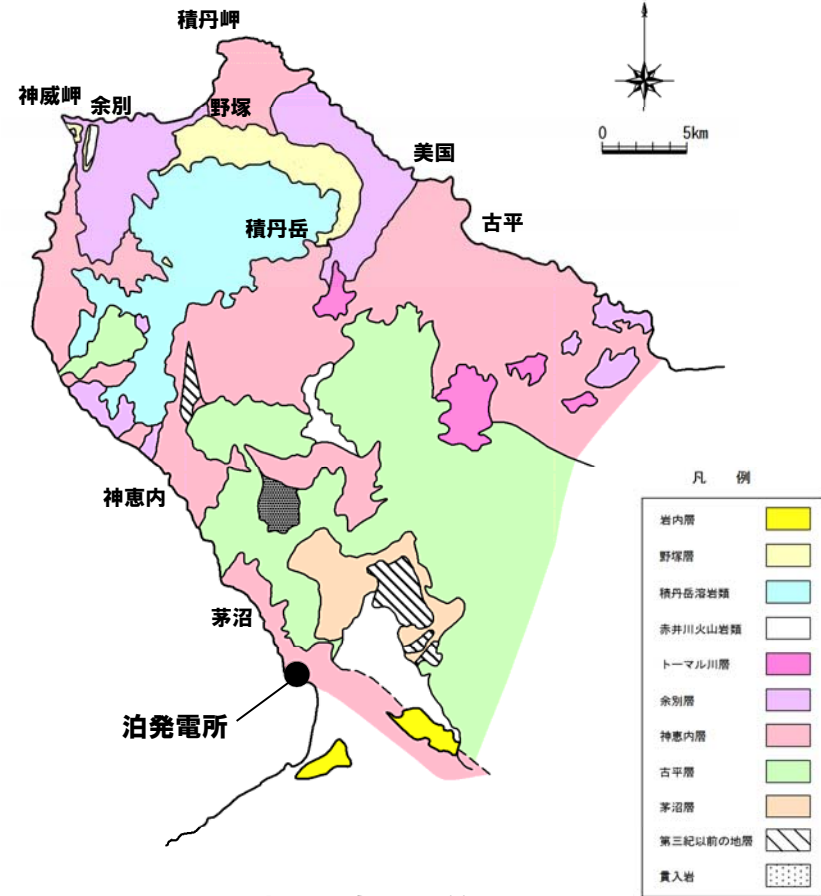 積丹岬
神威岬
余別
野塚
0 5km
美国
積丹岳
古平
神恵内
茅沼
泊発電所
凡 例
岩内層
野塚層
積丹岳溶岩類
赤井川火山岩類
トーマル川層
余別層
神恵内層
古平層
茅沼層
第三紀以前の地層
貫入岩